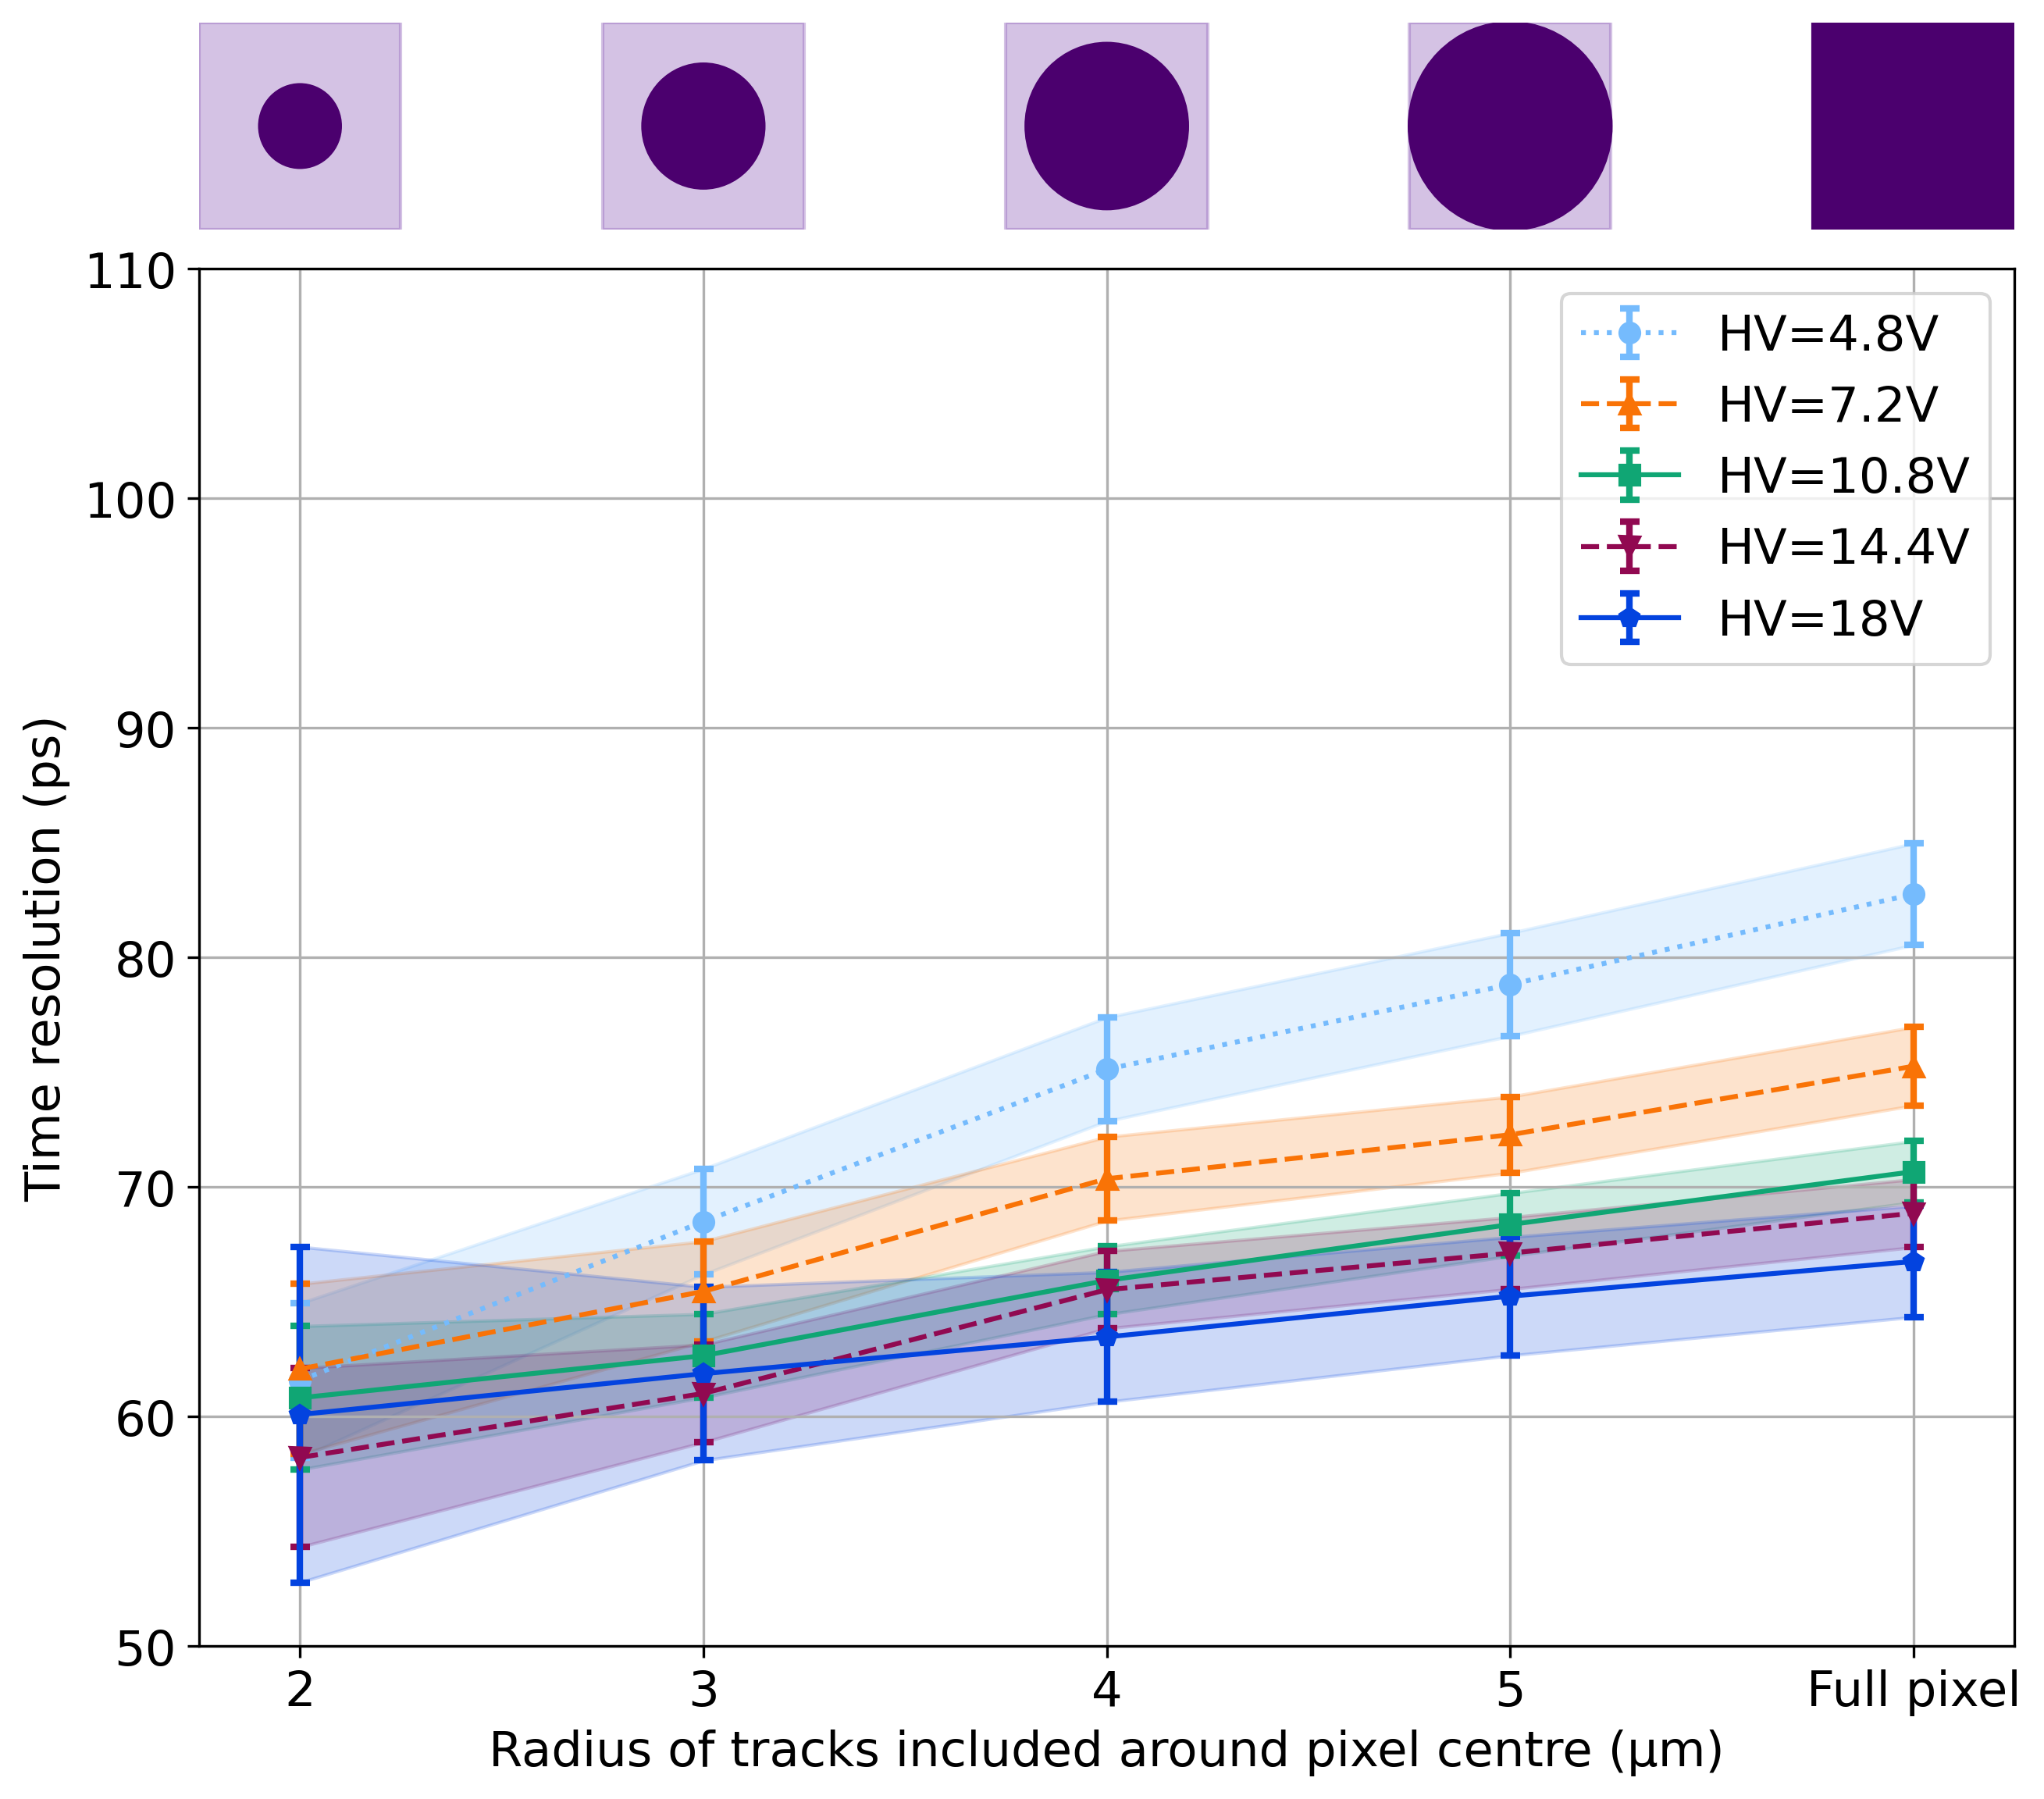 110
100
90
80
70
60
50
Time resolution (ps)
HV=4.8V
HV=7.2V
HV=10.8V
HV=14.4V
HV=18V
2 3 4 5 Full pixel
Radius of tracks included around pixel centre (μm)